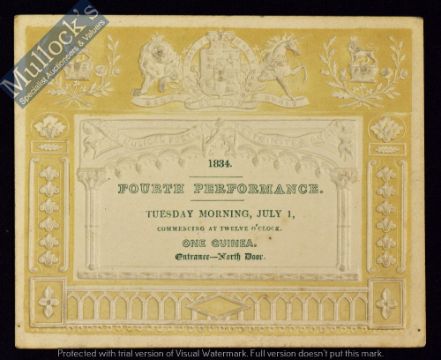 Mullock's
Specialist Auctioneers & Valuers
1834.
FOURTH PERFORMANCE.
TUESDAY MORNING, JULY 1,
COMMENCING AT TWELVE O'CLOCK.
ONE GUINEA.
Entrance—North Door.
Protected with trial version of Visual Watermark. Full version doesn't put this mark.